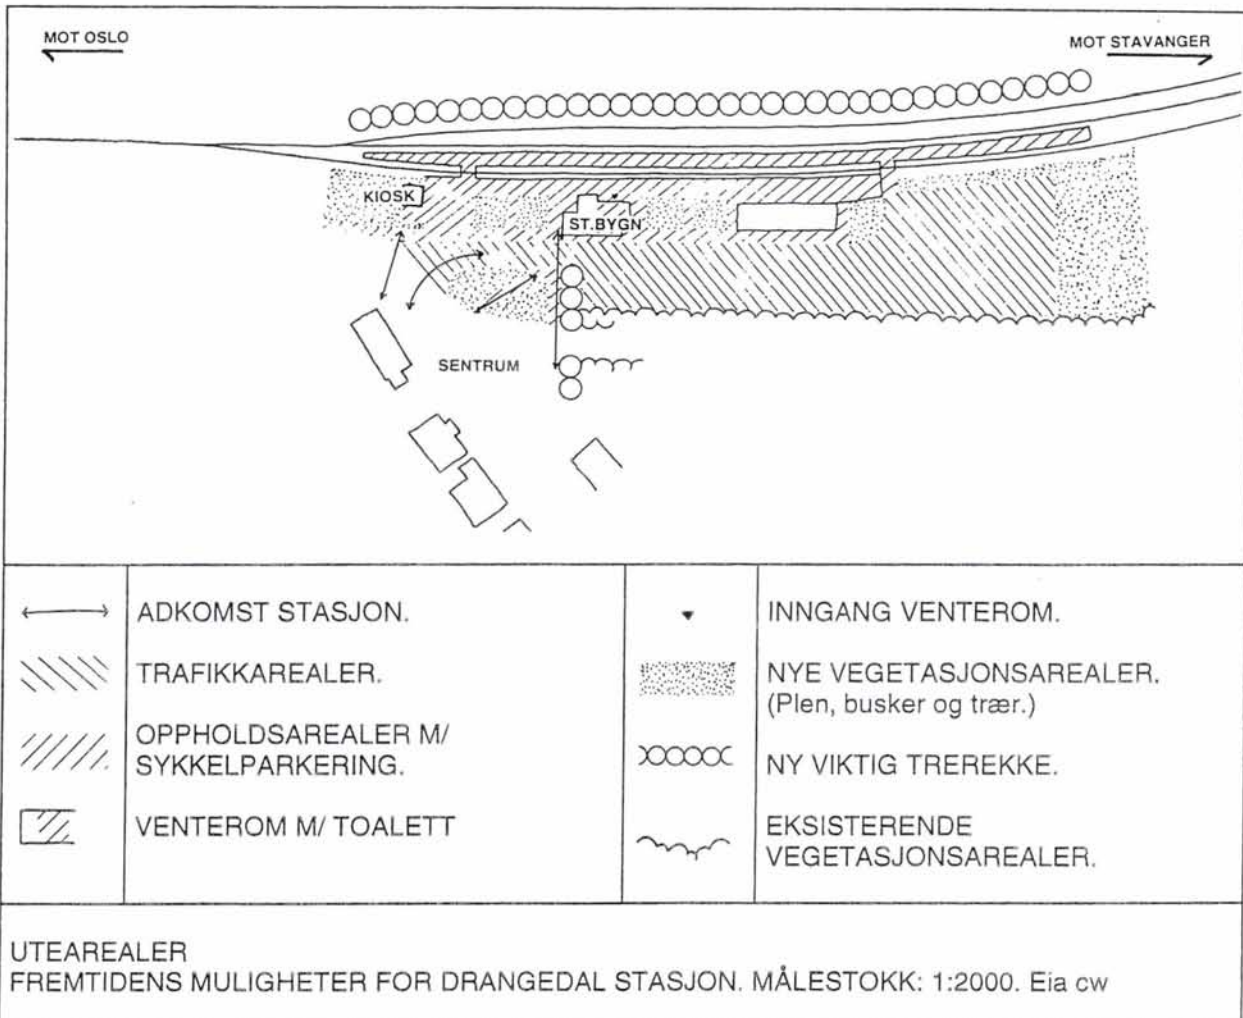 MOT OSLO
MOT STAVANGER
KIOSK
ST.BYGN
SENTRUM
ADKOMST STASJON.
TRAFIKKAREALER.
OPPHOLDSAREALER M/
SYKKELPARKERING.
VENTEROM M/ TOALETT
INNGANG VENTEROM.
NYE VEGETASJONSAREALER.
(Plen, busker og trær.)
NY VIKTIG TREREKKE.
EKSISTERENDE
VEGETASJONSAREALER.
UTEAREALER
FREMTIDENS MULIGHETER FOR DRANGEDAL STASJON. MÅLESTOKK: 1:2000. Eia cw